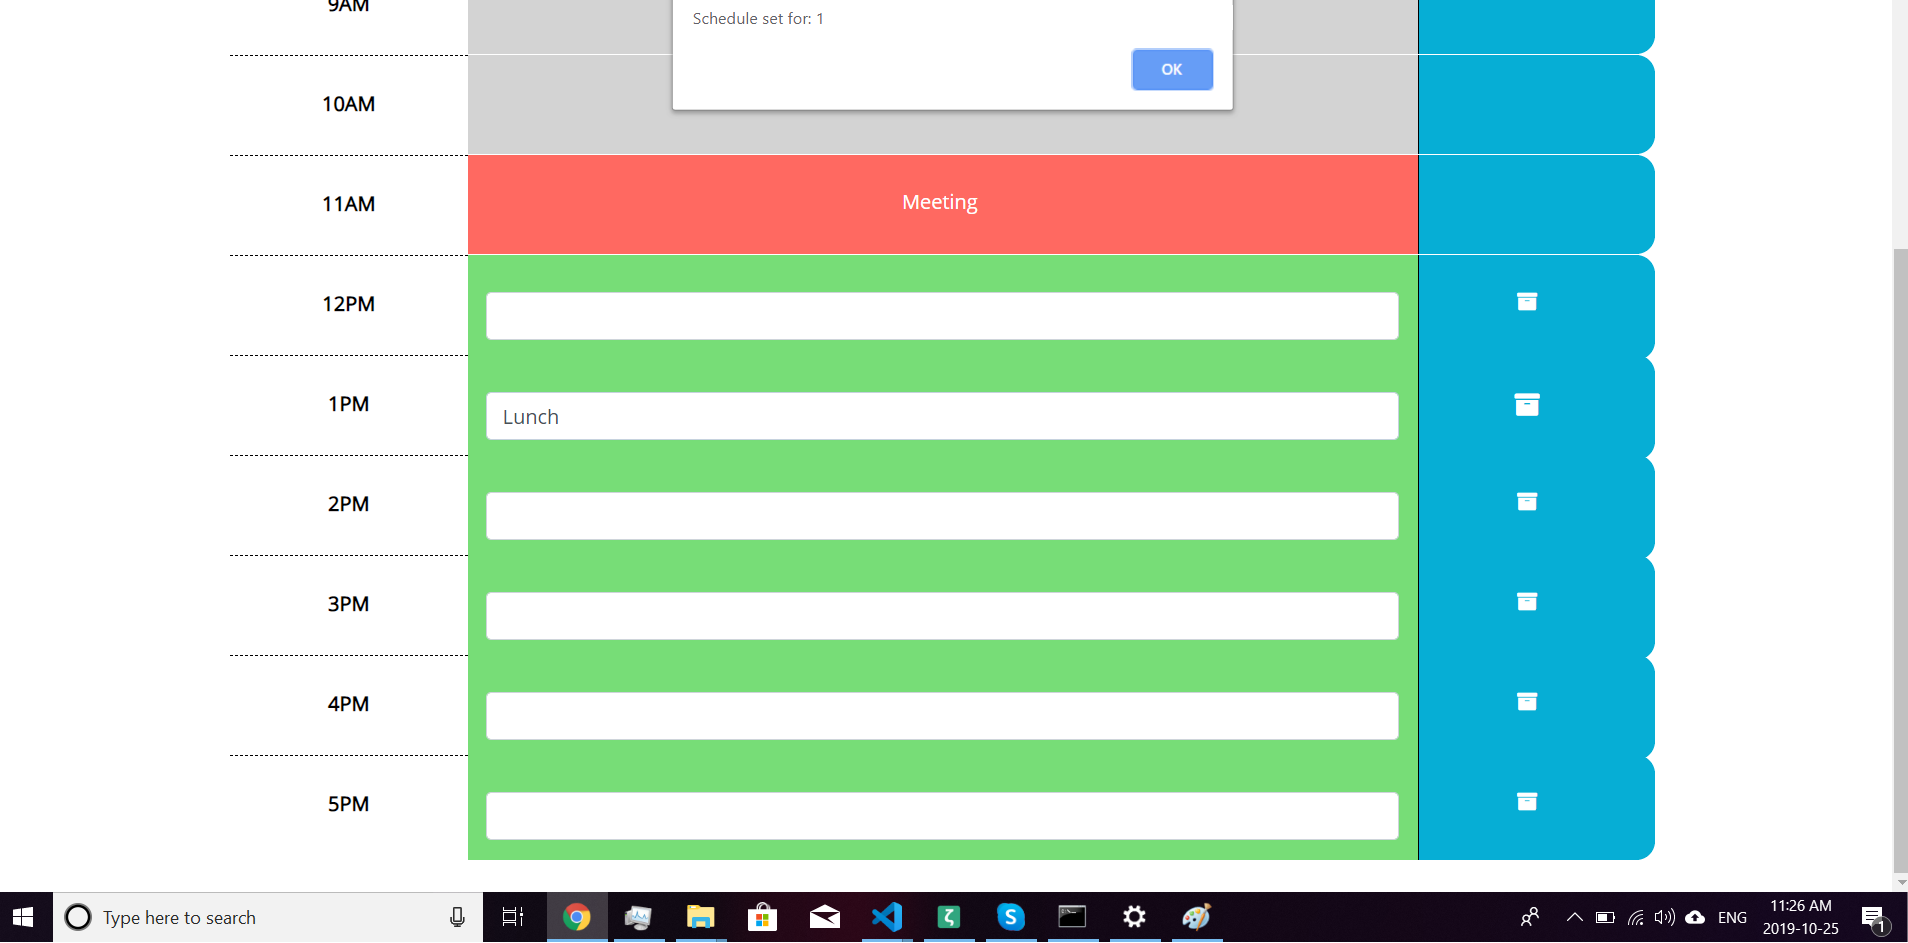 9AM
Schedule set for: 1
OK
10AM
11AM
Meeting
12PM
1PM
Lunch
2PM
3PM
4PM
5PM
Type here to search
ENG
11:26 AM
2019-10-25
1